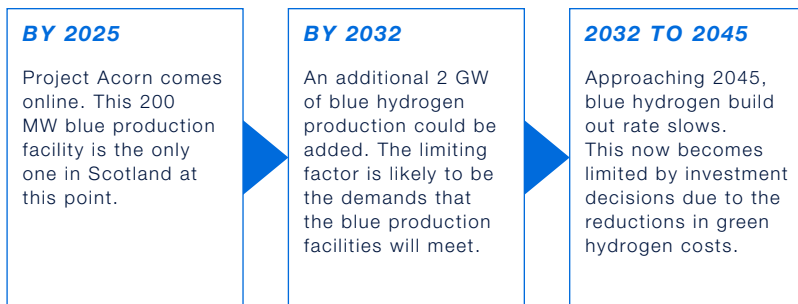 BY 2025
Project Acorn comes
online. This 200
MW blue production
facility is the only
one in Scotland at
this point.
BY 2032
An additional 2 GW
of blue hydrogen
production could be
added. The limiting
factor is likely to be
the demands that
the blue production
facilities will meet.
2032 TO 2045
Approaching 2045,
blue hydrogen build
out rate slows.
This now becomes
limited by investment
decisions due to the
reductions in green
hydrogen costs.